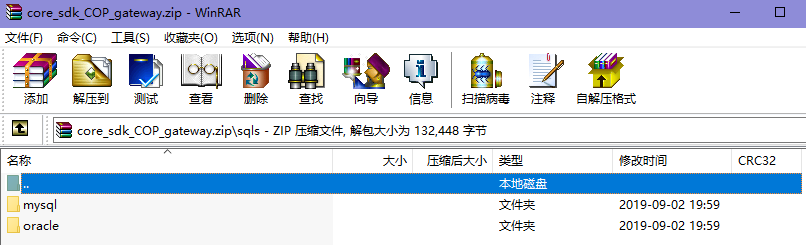 core_sdk_COP_gateway.zip - WinRAR
文件(F) 命令(C) 工具(S) 收藏夹(O) 选项(N) 帮助(H)
添加 解压到 测试 查看 删除 查找 向导 信息 扫描病毒 注释 自解压格式
core_sdk_COP_gateway.zip\sqls - ZIP 压缩文件, 解包大小为 132,448 字节
名称 大小 压缩后大小 类型 修改时间 CRC32
.. 本地磁盘
mysql 文件夹 2019-09-02 19:59
oracle 文件夹 2019-09-02 19:59